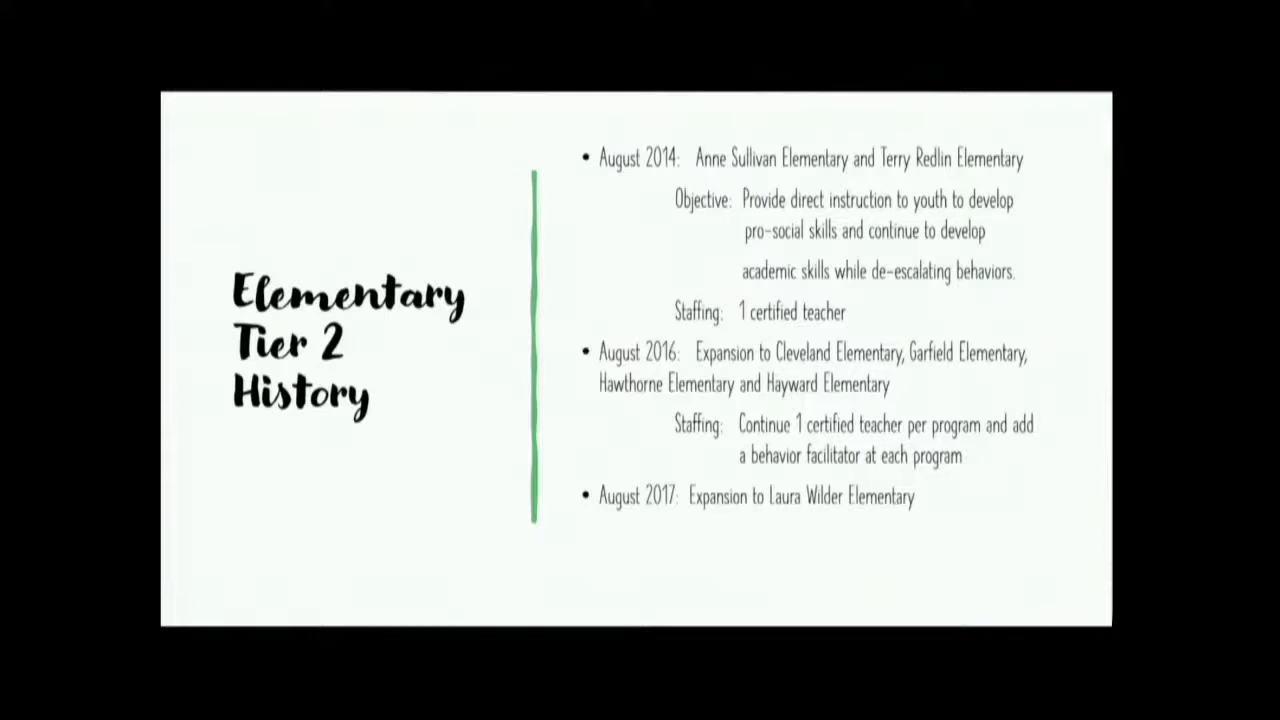 Elementary
Tier 2
History
• August 2014: Anne Sullivan Elementary and Terry Redlin Elementary
Objective: Provide direct instruction to youth to develop
pro-social skills and continue to develop
academic skills while de-escalating behaviors.
Staffing: 1 certified teacher
• August 2016: Expansion to Cleveland Elementary, Garfield Elementary,
Hawthorne Elementary and Hayward Elementary
Staffing: Continue 1 certified teacher per program and add
a behavior facilitator at each program
• August 2017: Expansion to Laura Wilder Elementary